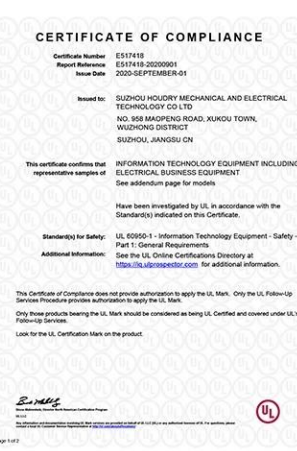 CERTIFICATE OF COMPLIANCE
Certificate Number E517418
Report Reference E517418-20200901
Issue Date 2020-SEPTEMBER-01
Issued to: SUZHOU HOUDRY MECHANICAL AND ELECTRICAL
TECHNOLOGY CO LTD
NO. 958 MAOPENG ROAD, XUKOU TOWN,
WUZHONG DISTRICT
SUZHOU, JIANGSU CN
This certificate confirms that INFORMATION TECHNOLOGY EQUIPMENT INCLUDING
representative samples of ELECTRICAL BUSINESS EQUIPMENT
See addendum page for models
Have been investigated by UL in accordance with the
Standard(s) indicated on this Certificate.
Standard(s) for Safety: UL 60950-1 - Information Technology Equipment - Safety -
Part 1: General Requirements
Additional Information: See the UL Online Certifications Directory at
https://iq.ulprospector.com for additional information.
This Certificate of Compliance does not provide authorization to apply the UL Mark. Only the UL Follow-Up
Services Procedure provides authorization to apply the UL Mark.
Only those products bearing the UL Mark should be considered as being UL Certified and covered under UL's
Follow-Up Services.
Look for the UL Certification Mark on the product.
UL